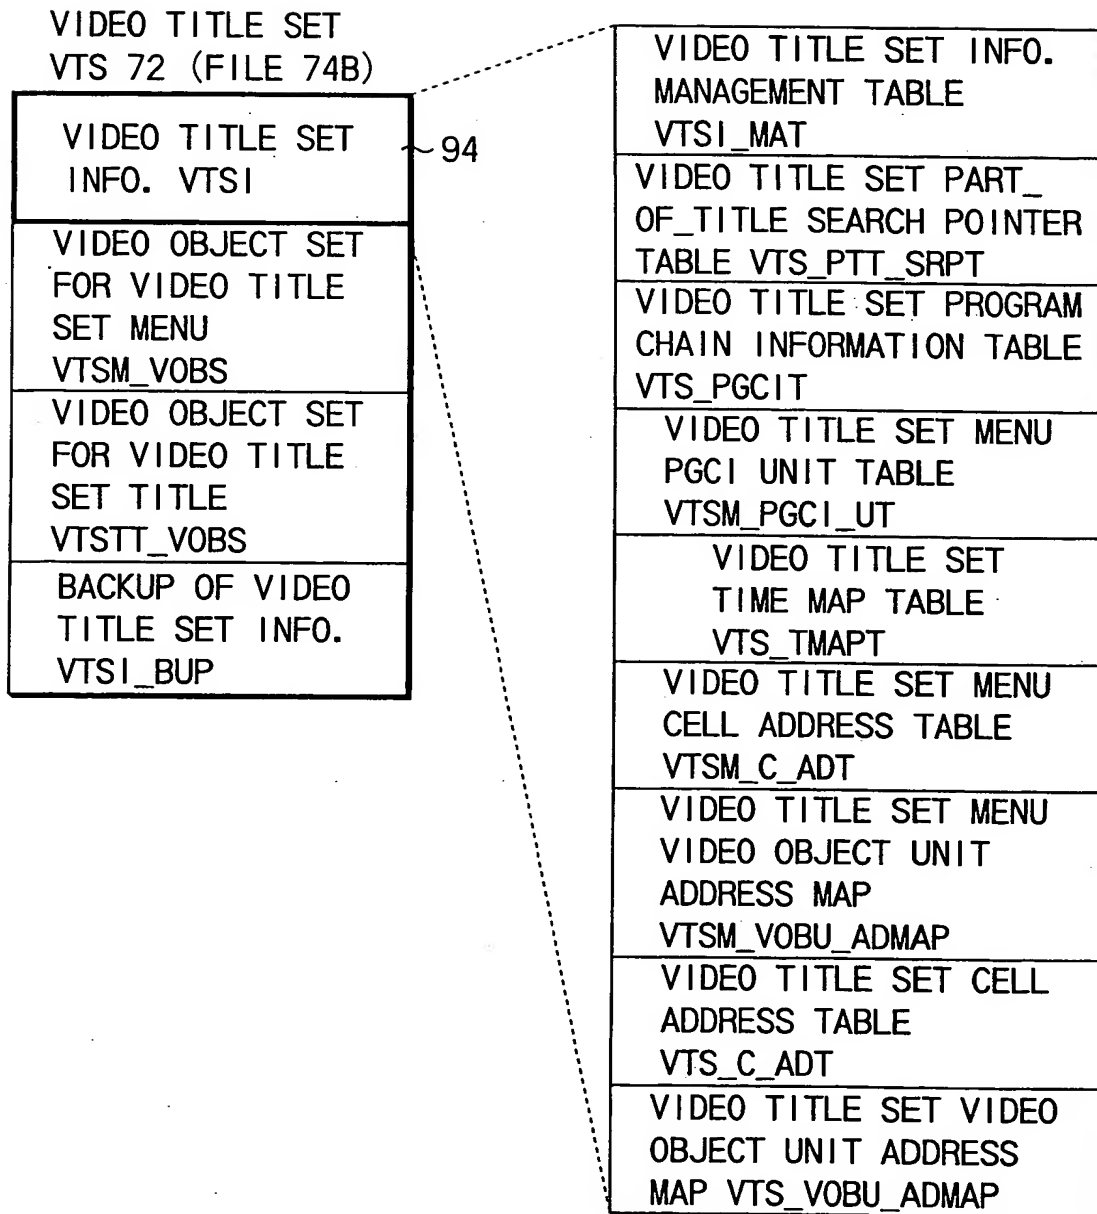 VIDEO TITLE SET
VTS 72 (FILE 74B)
VIDEO TITLE SET
INFO. VTSI
94
VIDEO OBJECT SET
FOR VIDEO TITLE
SET MENU
VTSM_VOBS
VIDEO OBJECT SET
FOR VIDEO TITLE
SET TITLE
VTSTT_VOBS
BACKUP OF VIDEO
TITLE SET INFO.
VTSI_BUP
VIDEO TITLE SET INFO.
MANAGEMENT TABLE
VTSI_MAT
VIDEO TITLE SET PART_
OF_TITLE SEARCH POINTER
TABLE VTS_PTT_SRPT
VIDEO TITLE SET PROGRAM
CHAIN INFORMATION TABLE
VTS_PGCIT
VIDEO TITLE SET MENU
PGCI UNIT TABLE
VTSM_PGCI_UT
VIDEO TITLE SET
TIME MAP TABLE
VTS_TMAPT
VIDEO TITLE SET MENU
CELL ADDRESS TABLE
VTSM_C_ADT
VIDEO TITLE SET MENU
VIDEO OBJECT UNIT
ADDRESS MAP
VTSM_VOBU_ADMAP
VIDEO TITLE SET CELL
ADDRESS TABLE
VTS_C_ADT
VIDEO TITLE SET VIDEO
OBJECT UNIT ADDRESS
MAP VTS_VOBU_ADMAP